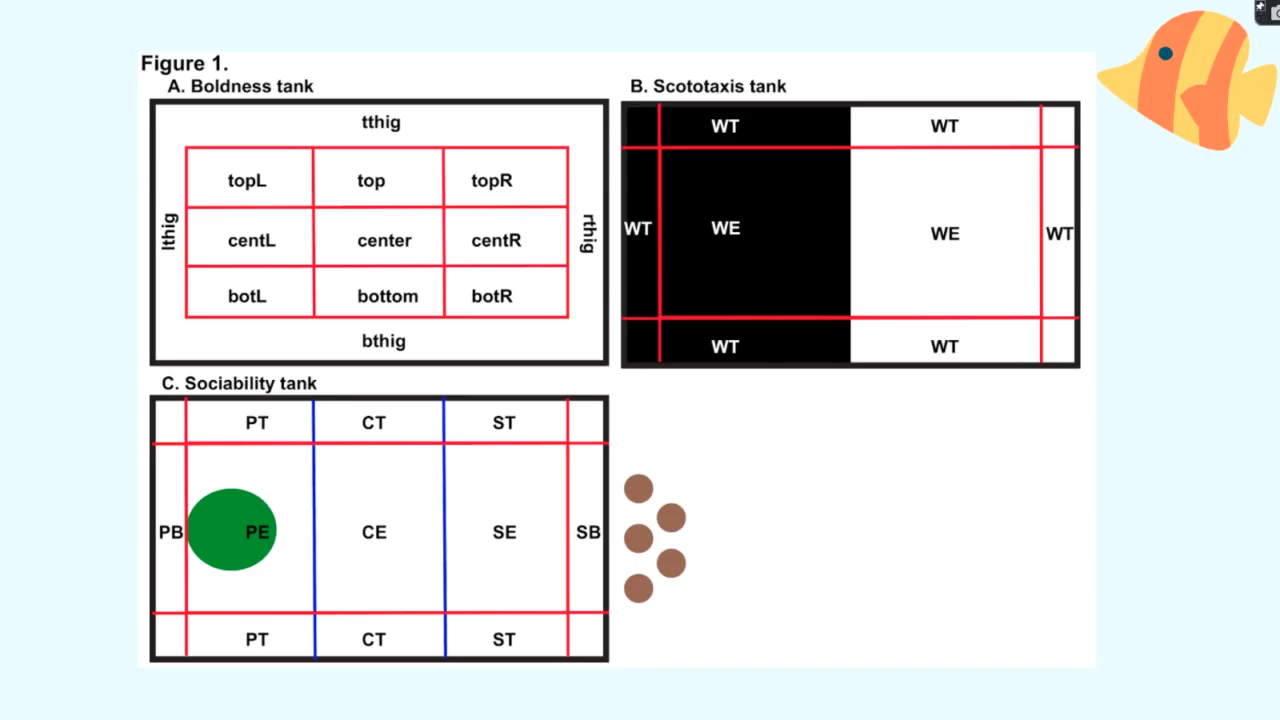 Figure 1.
A. Boldness tank
tthig
topL top topR
lthig centL center centR rthig
botL bottom botR
bthig
B. Scototaxis tank
WT WT
WT WE WE WT
WT WT
C. Sociability tank
PT CT ST
PB PE CE SE SB
PT CT ST